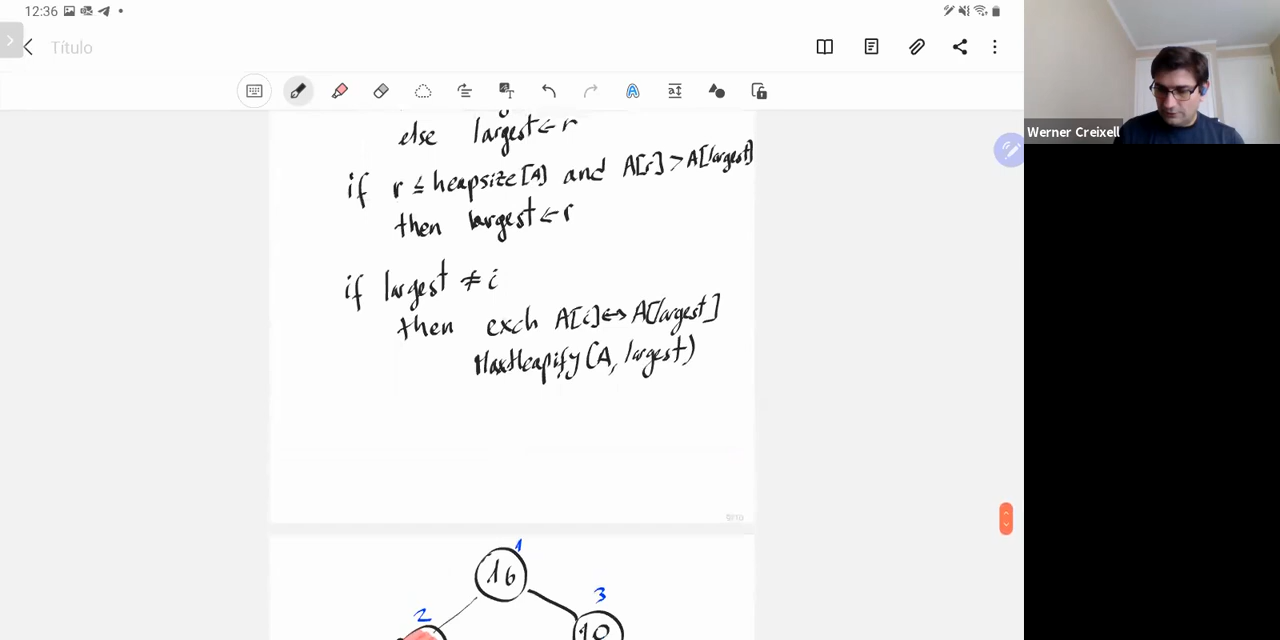 12:36
Título
else largest ← r
if r ≤ heapsize[A] and A[r] > A[largest]
then largest ← r
if largest ≠ i
then exch A[i] ↔ A[largest]
MaxHeapify(A, largest)
1
16
3
2
10
Werner Creixell